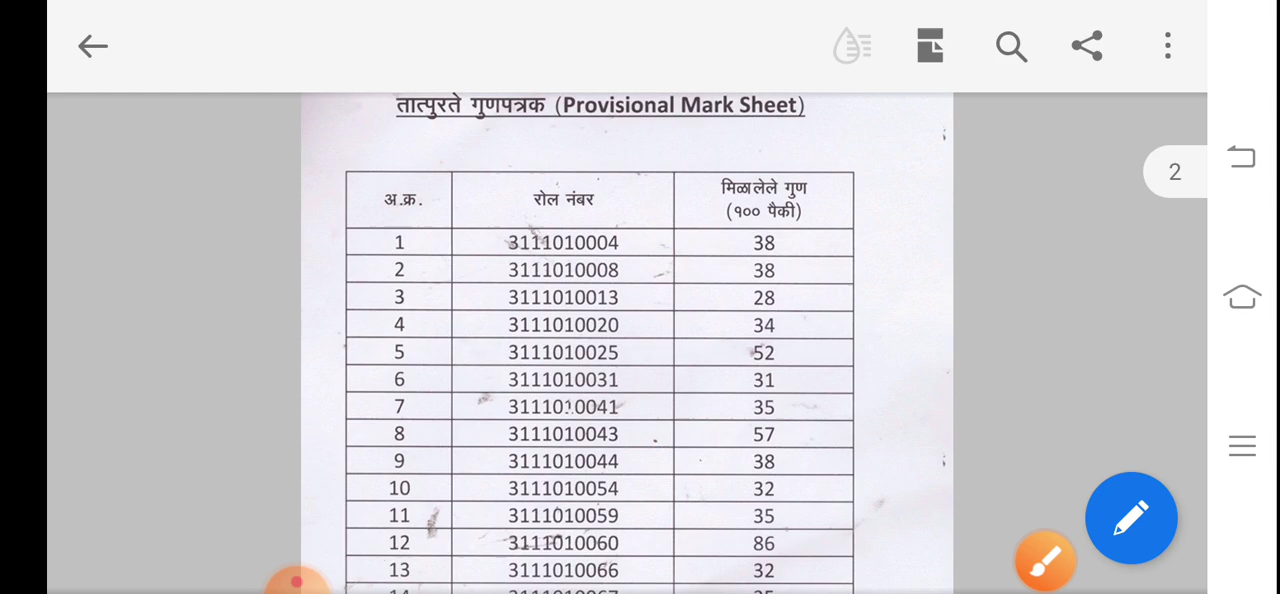 2
तात्पुरते गुणपत्रक (Provisional Mark Sheet)
अ.क्र. रोल नंबर मिळालेले गुण
(१०० पैकी)
1 3111010004 38
2 3111010008 38
3 3111010013 28
4 3111010020 34
5 3111010025 52
6 3111010031 31
7 3111010041 35
8 3111010043 57
9 3111010044 38
10 3111010054 32
11 3111010059 35
12 3111010060 86
13 3111010066 32